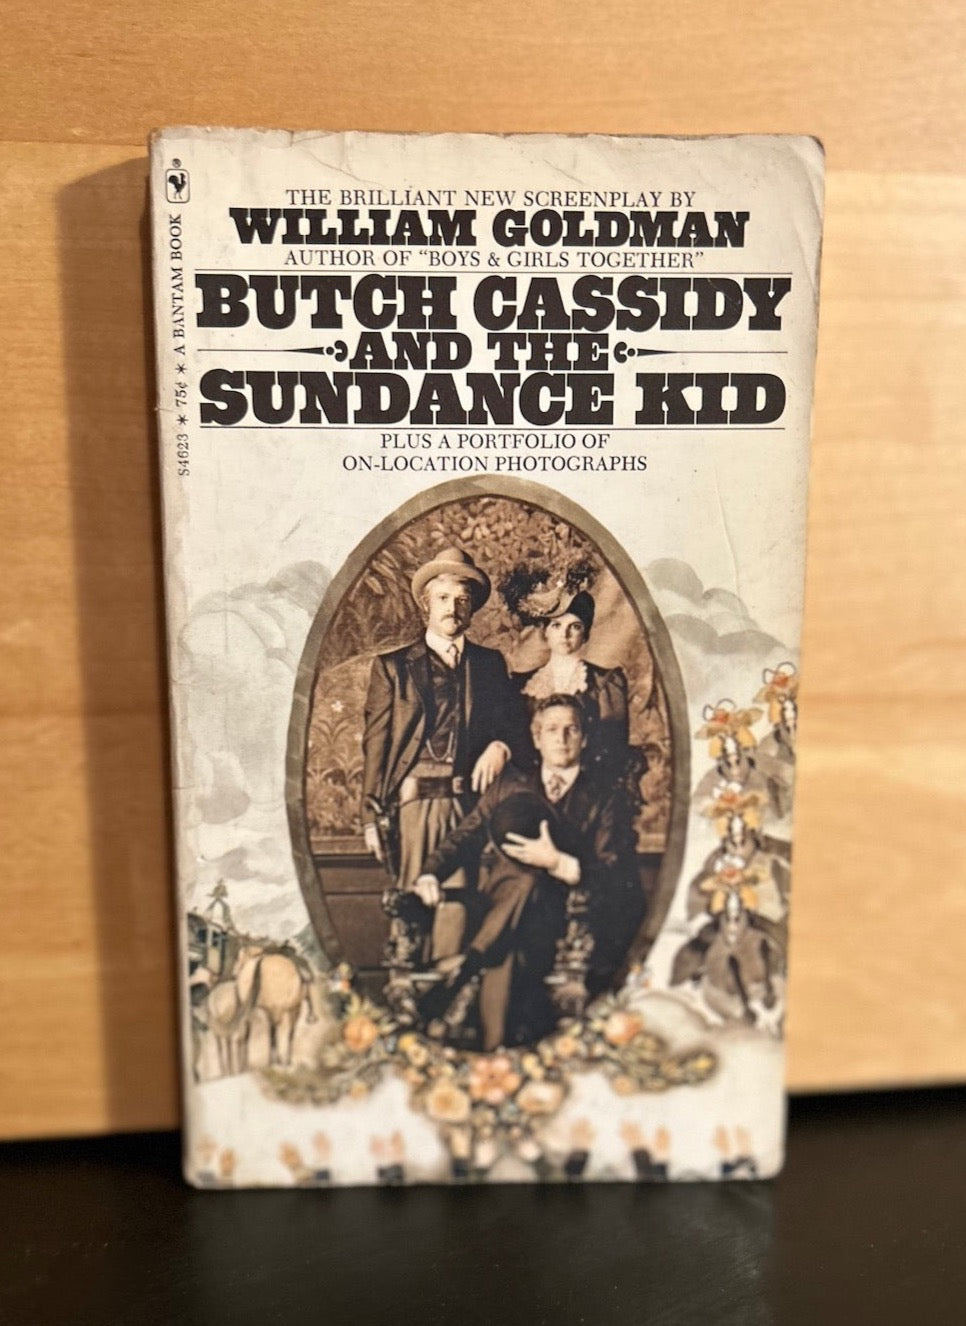 ®
S4623 * 75¢ * A BANTAM BOOK
THE BRILLIANT NEW SCREENPLAY BY
WILLIAM GOLDMAN
AUTHOR OF “BOYS & GIRLS TOGETHER”
BUTCH CASSIDY
AND THE
SUNDANCE KID
PLUS A PORTFOLIO OF
ON-LOCATION PHOTOGRAPHS